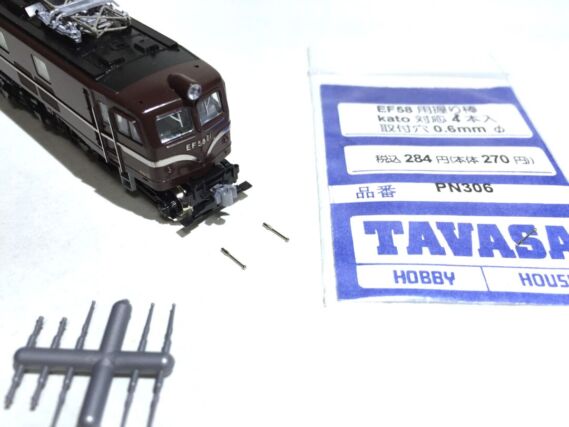 EF58 61
EF58 用握り棒
kato 対応 4 本入
取付穴 0.6mm φ
税込 284 円(本体 270 円)
品番 PN306
TAVASA
HOBBY HOUS